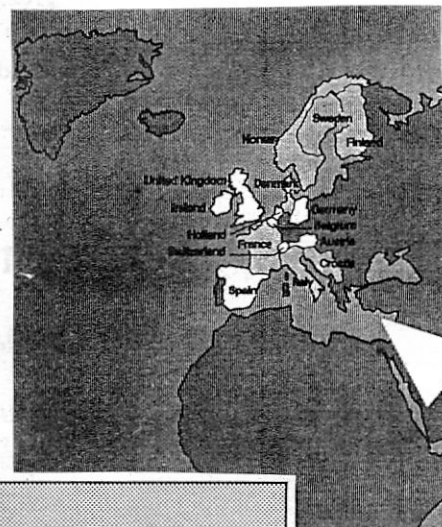 Sweden
Norway
Finland
United Kingdom
Denmark
Ireland
Germany
Holland
Belgium
Switzerland
France
Austria
Croatia
Spain
Italy